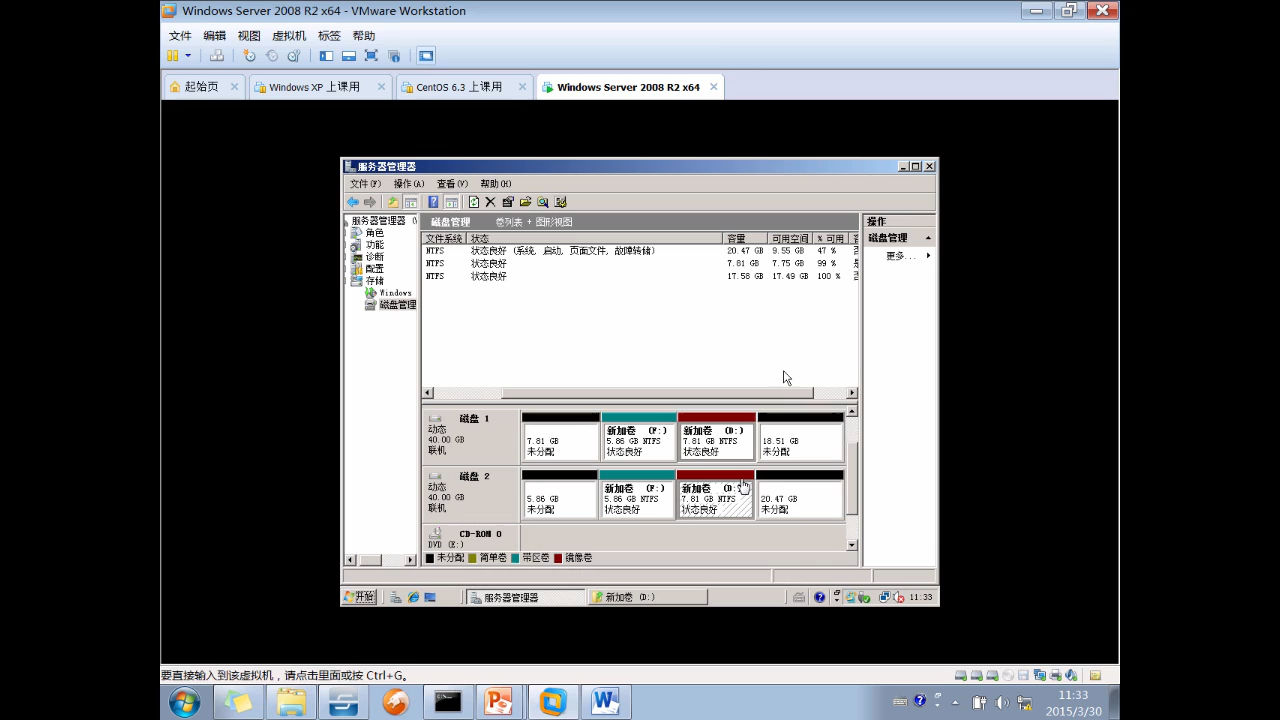 Windows Server 2008 R2 x64 - VMware Workstation
文件 编辑 查看 虚拟机 标签 帮助
视图
起始页 Windows XP 上课用 CentOS 6.3 上课用 Windows Server 2008 R2 x64
服务器管理器
文件(F) 操作(A) 查看(V) 帮助(H)
服务器管理器
角色
功能
诊断
配置
存储
Windows
磁盘管理
磁盘管理 卷列表 + 图形视图
文件系统 状态 容量 可用空间 % 可用
NTFS 状态良好 (系统, 启动, 页面文件, 故障转储) 20.47 GB 9.55 GB 47 %
NTFS 状态良好 7.81 GB 7.75 GB 99 %
NTFS 状态良好 17.58 GB 17.49 GB 100 %
操作
磁盘管理
更多...
磁盘 1
动态
40.00 GB
联机
7.81 GB
未分配
新加卷 (F:)
5.86 GB NTFS
状态良好
新加卷 (D:)
7.81 GB NTFS
状态良好
18.51 GB
未分配
磁盘 2
动态
40.00 GB
联机
5.86 GB
未分配
新加卷 (F:)
5.86 GB NTFS
状态良好
新加卷 (D:)
7.81 GB NTFS
状态良好
20.47 GB
未分配
CD-ROM 0
DVD (E:)
未分配 简单卷 带区卷 镜像卷
开始 服务器管理器 新加卷 (D:) 11:33
要直接输入到该虚拟机,请点击里面或按 Ctrl+G。
11:33
2015/3/30